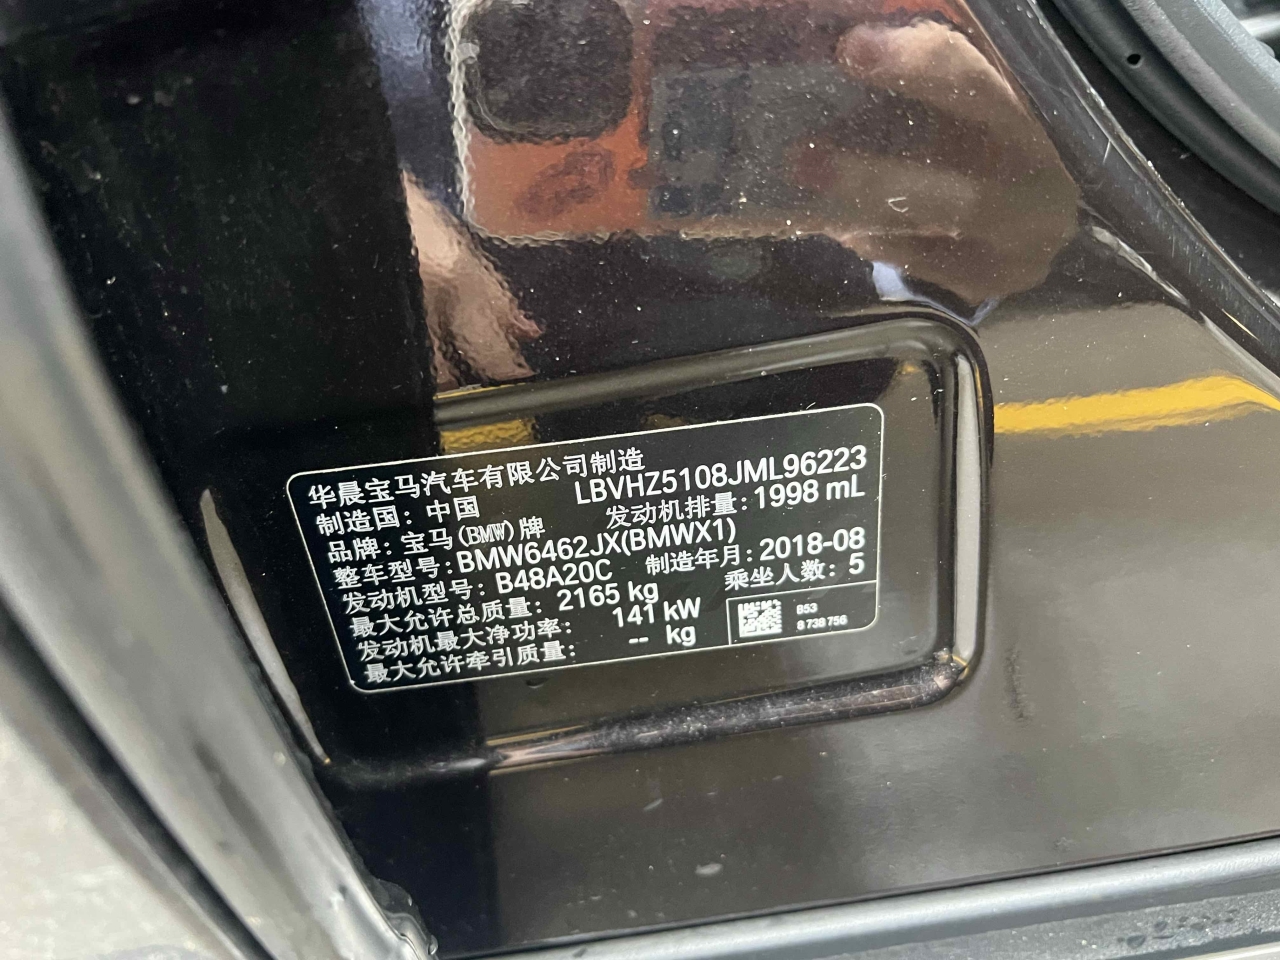 华晨宝马汽车有限公司制造
制造国：中国 LBVHZ5108JML96223
品牌：宝马(BMW)牌 发动机排量：1998 mL
整车型号：BMW6462JX(BMWX1)
发动机型号：B48A20C 制造年月：2018-08
最大允许总质量：2165 kg 乘坐人数：5
发动机最大净功率：141 kW
最大允许牵引质量：-- kg
B53
8 738 756